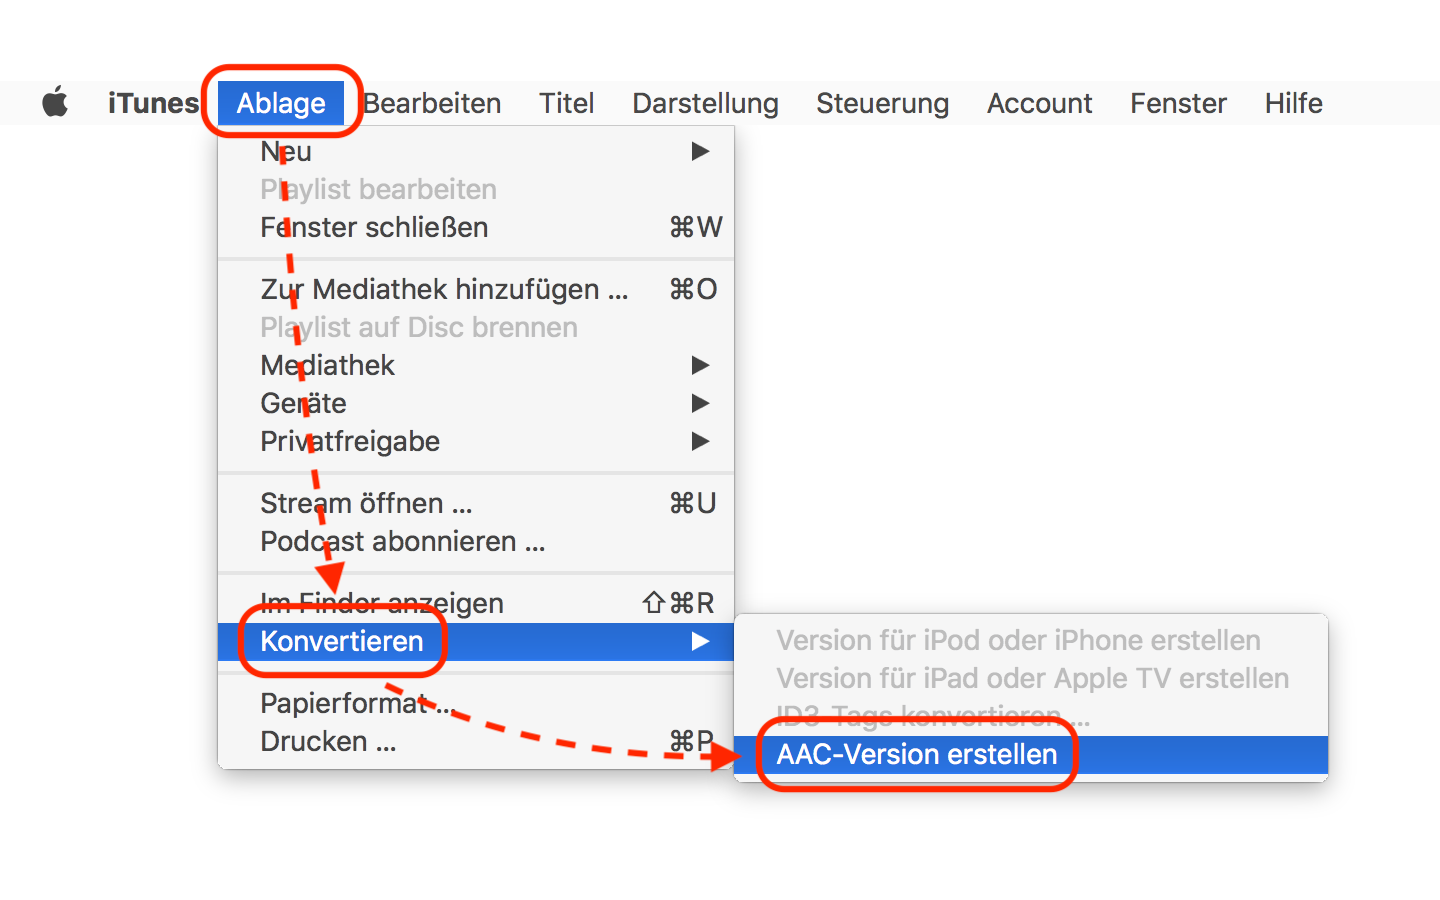 iTunes Ablage Bearbeiten Titel Darstellung Steuerung Account Fenster Hilfe
Neu ▶
Playlist bearbeiten
Fenster schließen ⌘W
Zur Mediathek hinzufügen ... ⌘O
Playlist auf Disc brennen
Mediathek ▶
Geräte ▶
Privatfreigabe ▶
Stream öffnen ... ⌘U
Podcast abonnieren ...
Im Finder anzeigen ⇧⌘R
Konvertieren ▶
Papierformat ...
Drucken ... ⌘P
Version für iPod oder iPhone erstellen
Version für iPad oder Apple TV erstellen
ID3-Tags konvertieren ...
AAC-Version erstellen